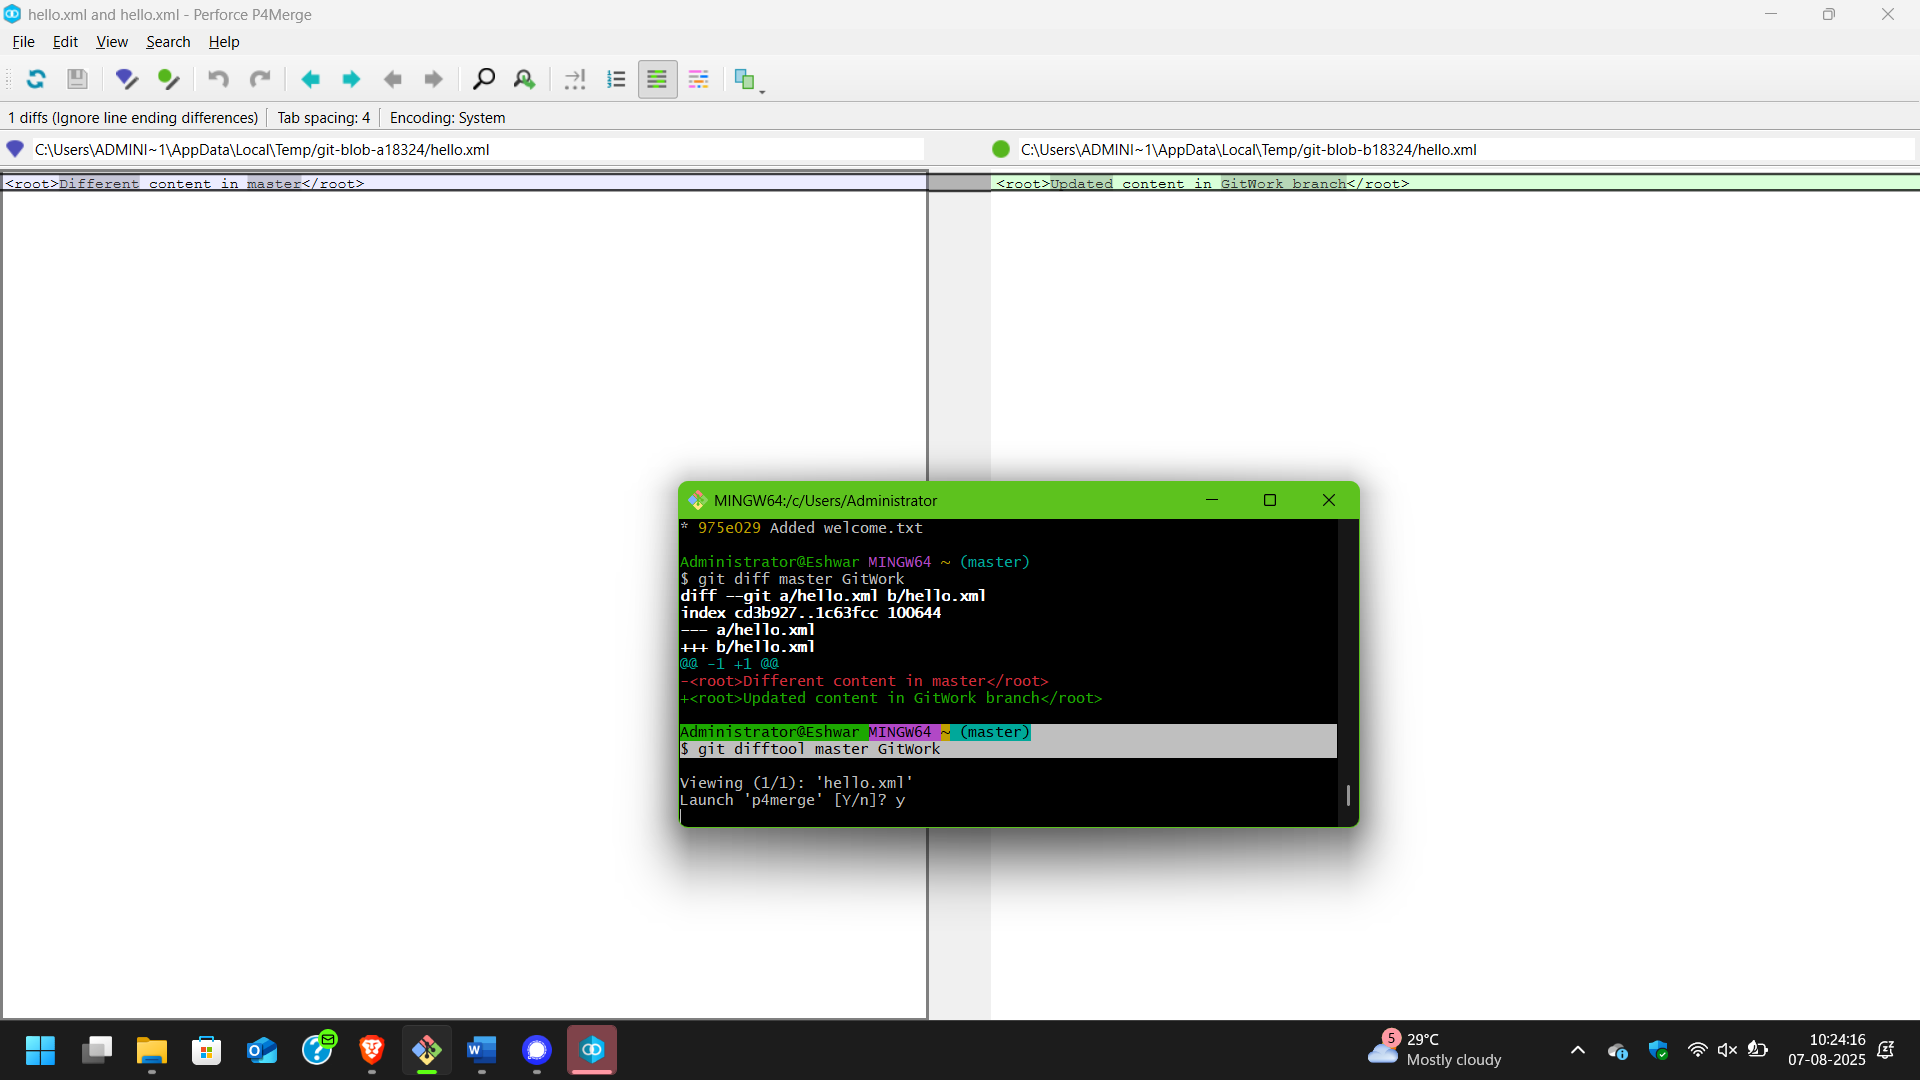 hello.xml and hello.xml - Perforce P4Merge
File Edit View Search Help
1 diffs (Ignore line ending differences) Tab spacing: 4 Encoding: System
C:\Users\ADMINI~1\AppData\Local\Temp/git-blob-a18324/hello.xml
C:\Users\ADMINI~1\AppData\Local\Temp/git-blob-b18324/hello.xml
<root>Different content in master</root>
<root>Updated content in GitWork branch</root>
MINGW64:/c/Users/Administrator
* 975e029 Added welcome.txt
Administrator@Eshwar MINGW64 ~ (master)
$ git diff master GitWork
diff --git a/hello.xml b/hello.xml
index cd3b927..1c63fcc 100644
--- a/hello.xml
+++ b/hello.xml
@@ -1 +1 @@
-<root>Different content in master</root>
+<root>Updated content in GitWork branch</root>
Administrator@Eshwar MINGW64 ~ (master)
$ git difftool master GitWork
Viewing (1/1): 'hello.xml'
Launch 'p4merge' [Y/n]? y
5
29°C
Mostly cloudy
10:24:16
07-08-2025